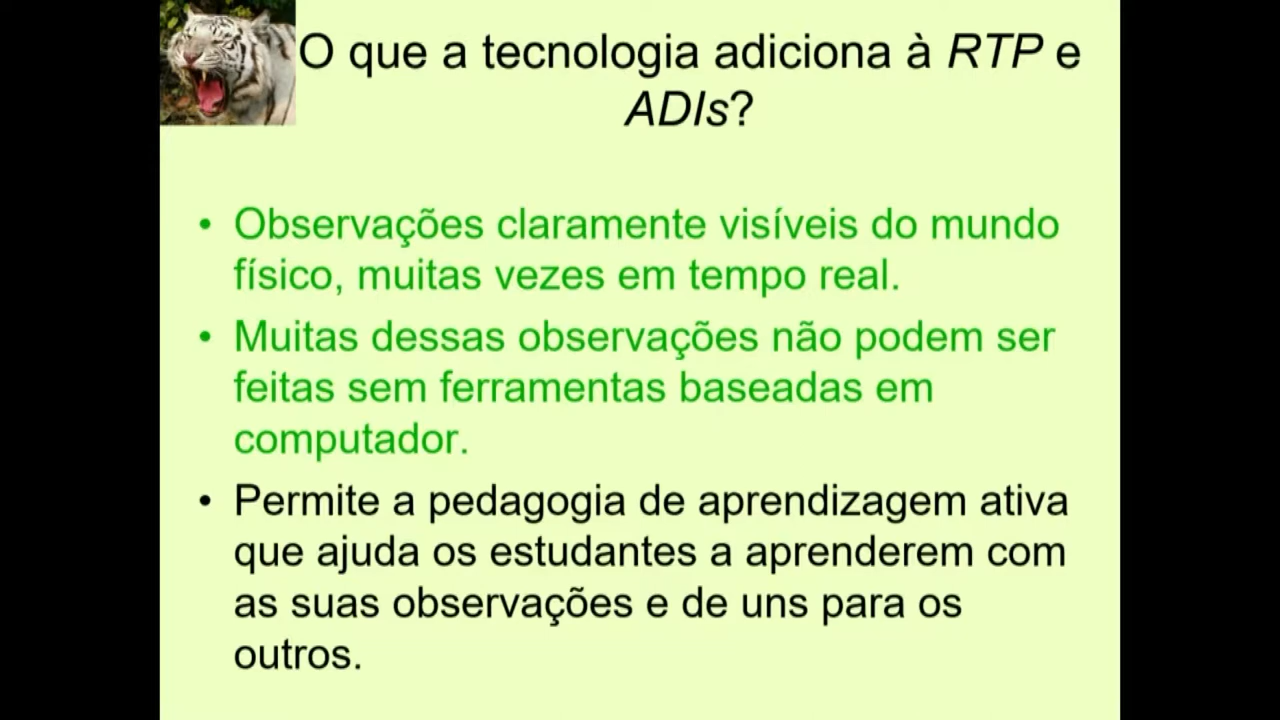 O que a tecnologia adiciona à RTP e
ADIs?
• Observações claramente visíveis do mundo
físico, muitas vezes em tempo real.
• Muitas dessas observações não podem ser
feitas sem ferramentas baseadas em
computador.
• Permite a pedagogia de aprendizagem ativa
que ajuda os estudantes a aprenderem com
as suas observações e de uns para os
outros.